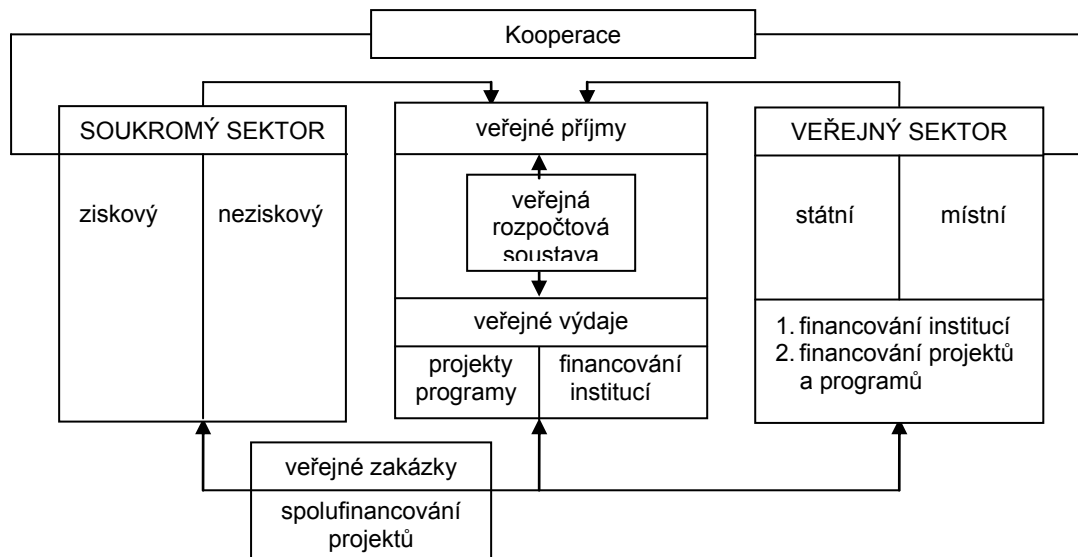 Kooperace
SOUKROMÝ SEKTOR
ziskový
neziskový
veřejné příjmy
veřejná
rozpočtová
soustava
veřejné výdaje
projekty
programy
financování
institucí
VEŘEJNÝ SEKTOR
státní
místní
1. financování institucí
2. financování projektů
a programů
veřejné zakázky
spolufinancování
projektů